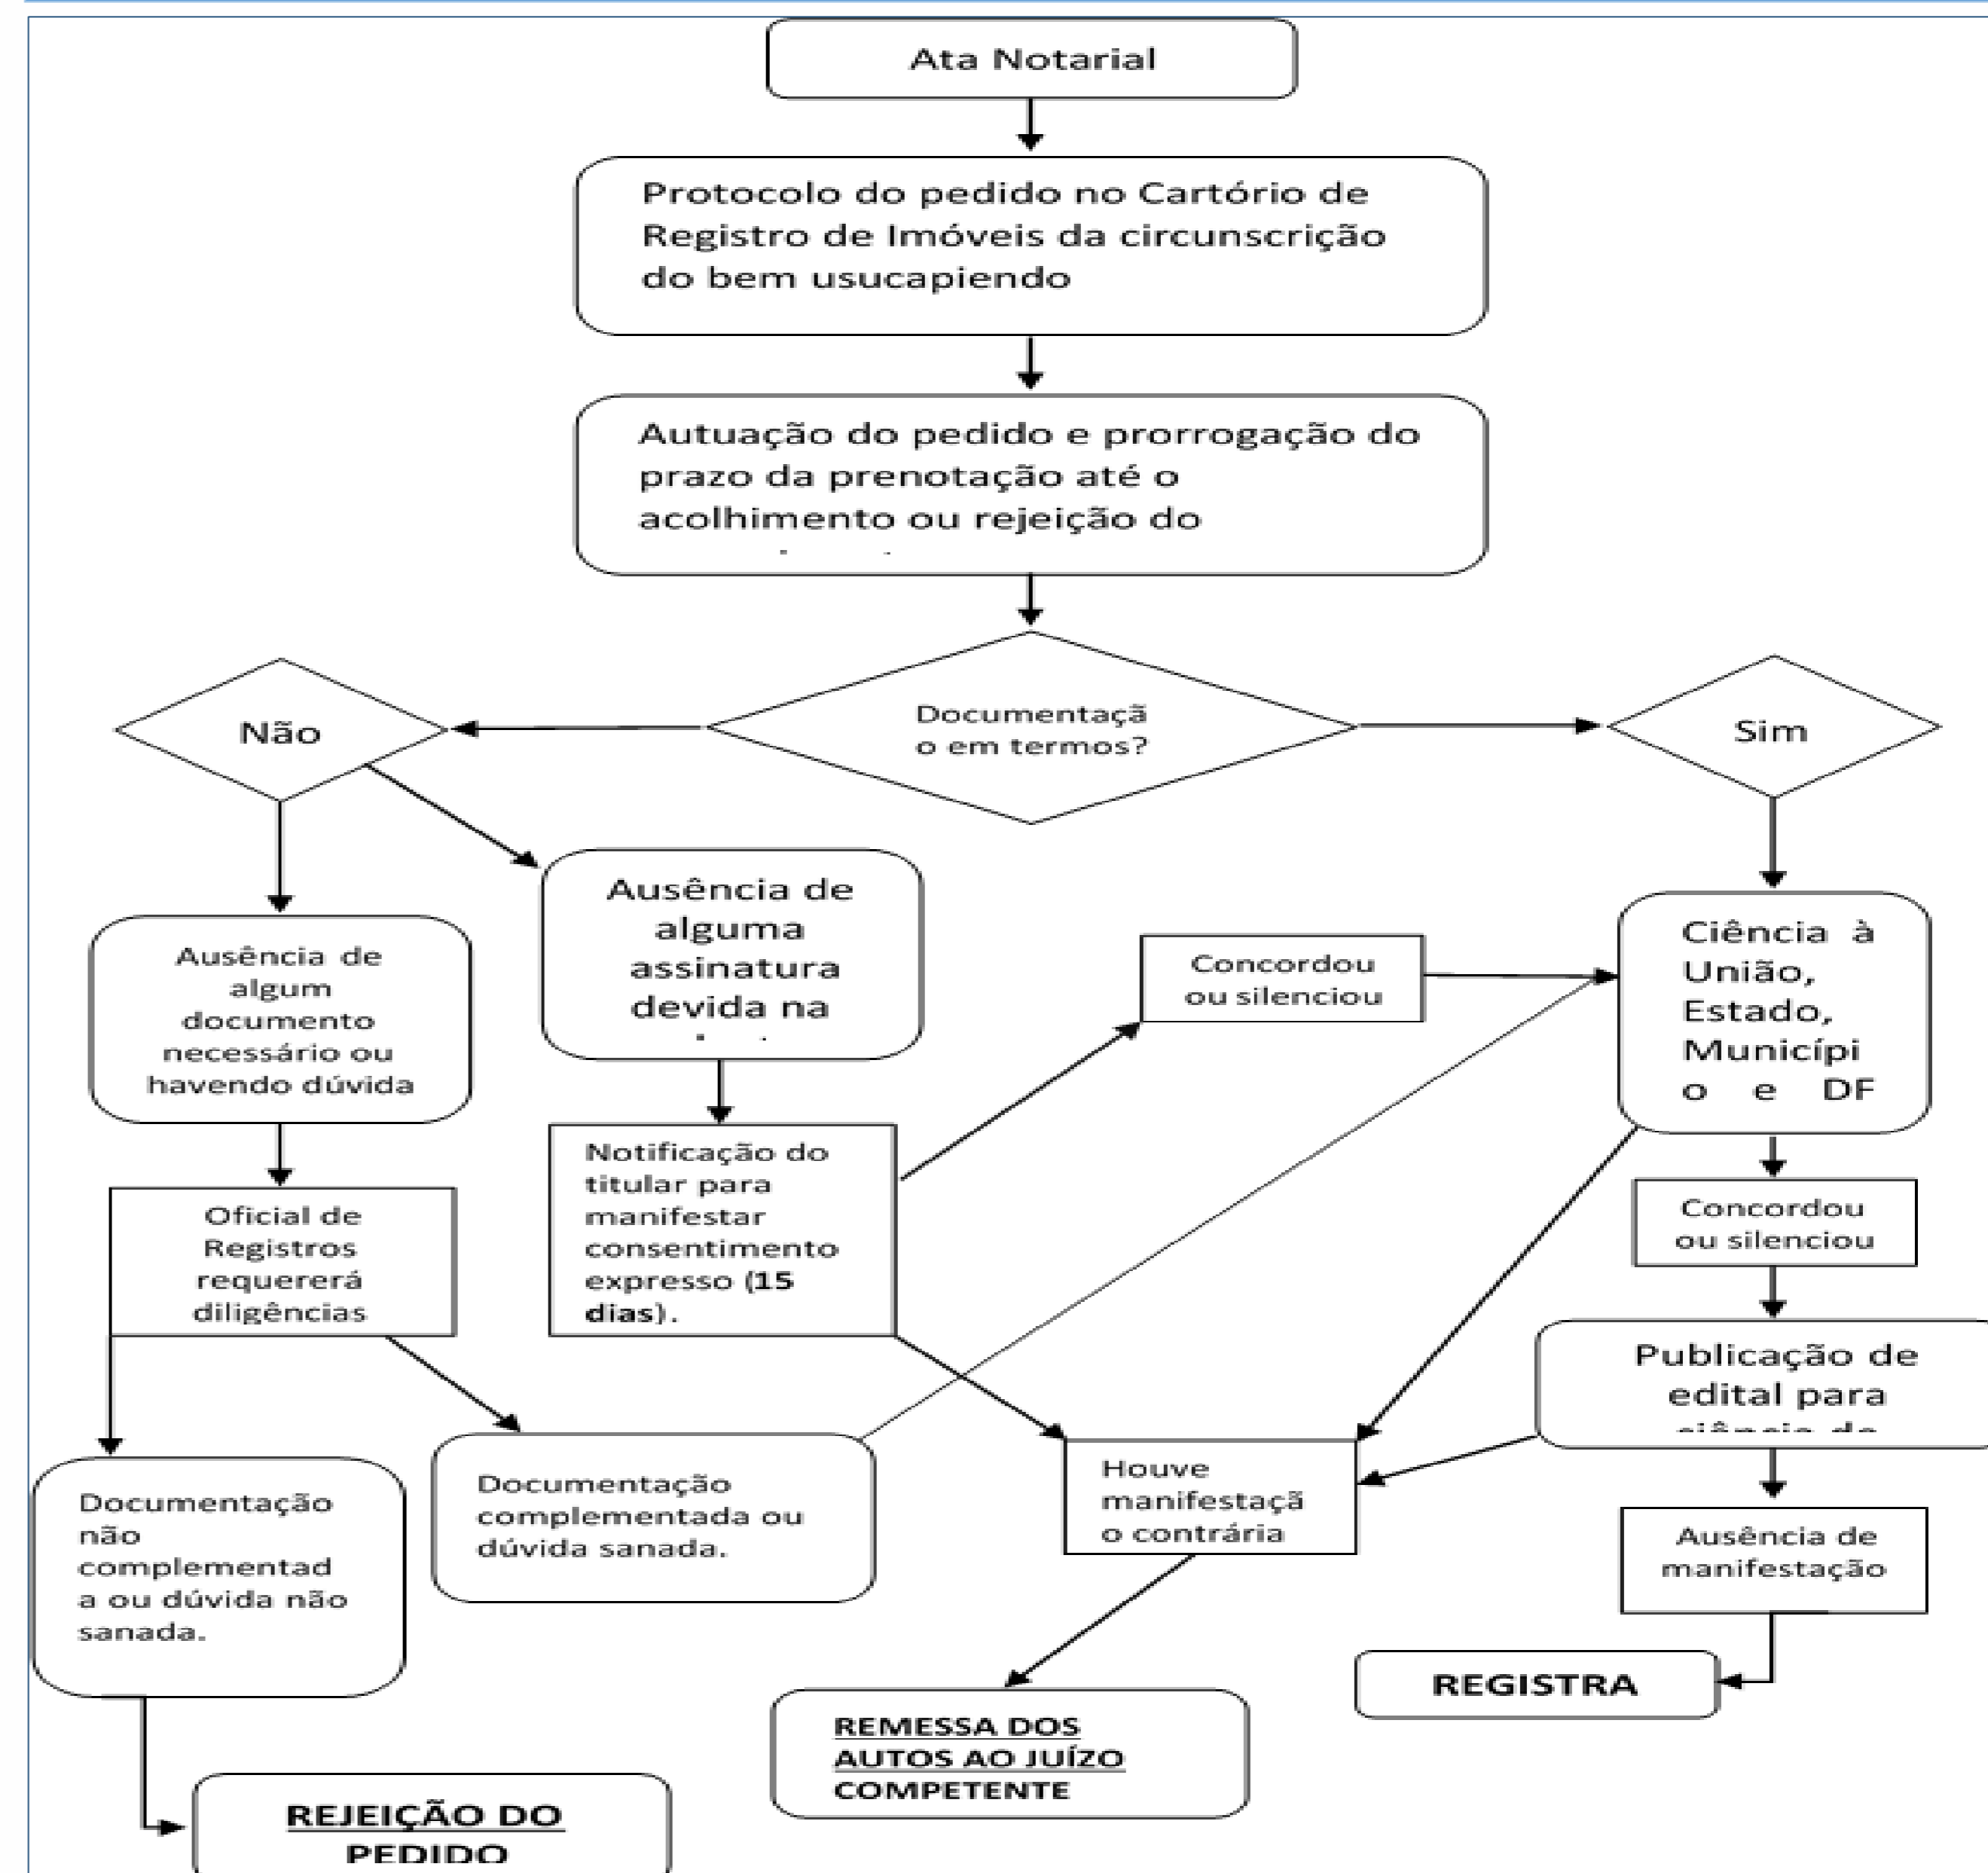 Ata Notarial
Protocolo do pedido no Cartório de
Registro de Imóveis da circunscrição
do bem usucapiendo
Autuação do pedido e prorrogação do
prazo da prenotação até o
acolhimento ou rejeição do
Documentaçã
o em termos?
Não
Sim
Ausência de
algum
documento
necessário ou
havendo dúvida
Ausência de
alguma
assinatura
devida na
Concordou
ou silenciou
Ciência à
União,
Estado,
Municípi
o e DF
Oficial de
Registros
requererá
diligências
Notificação do
titular para
manifestar
consentimento
expresso (15
dias).
Concordou
ou silenciou
Publicação de
edital para
ciência de
Documentação
não
complementad
a ou dúvida não
sanada.
Documentação
complementada ou
dúvida sanada.
Houve
manifestaçã
o contrária
Ausência de
manifestação
REGISTRA
REMESSA DOS
AUTOS AO JUÍZO
COMPETENTE
REJEIÇÃO DO
PEDIDO